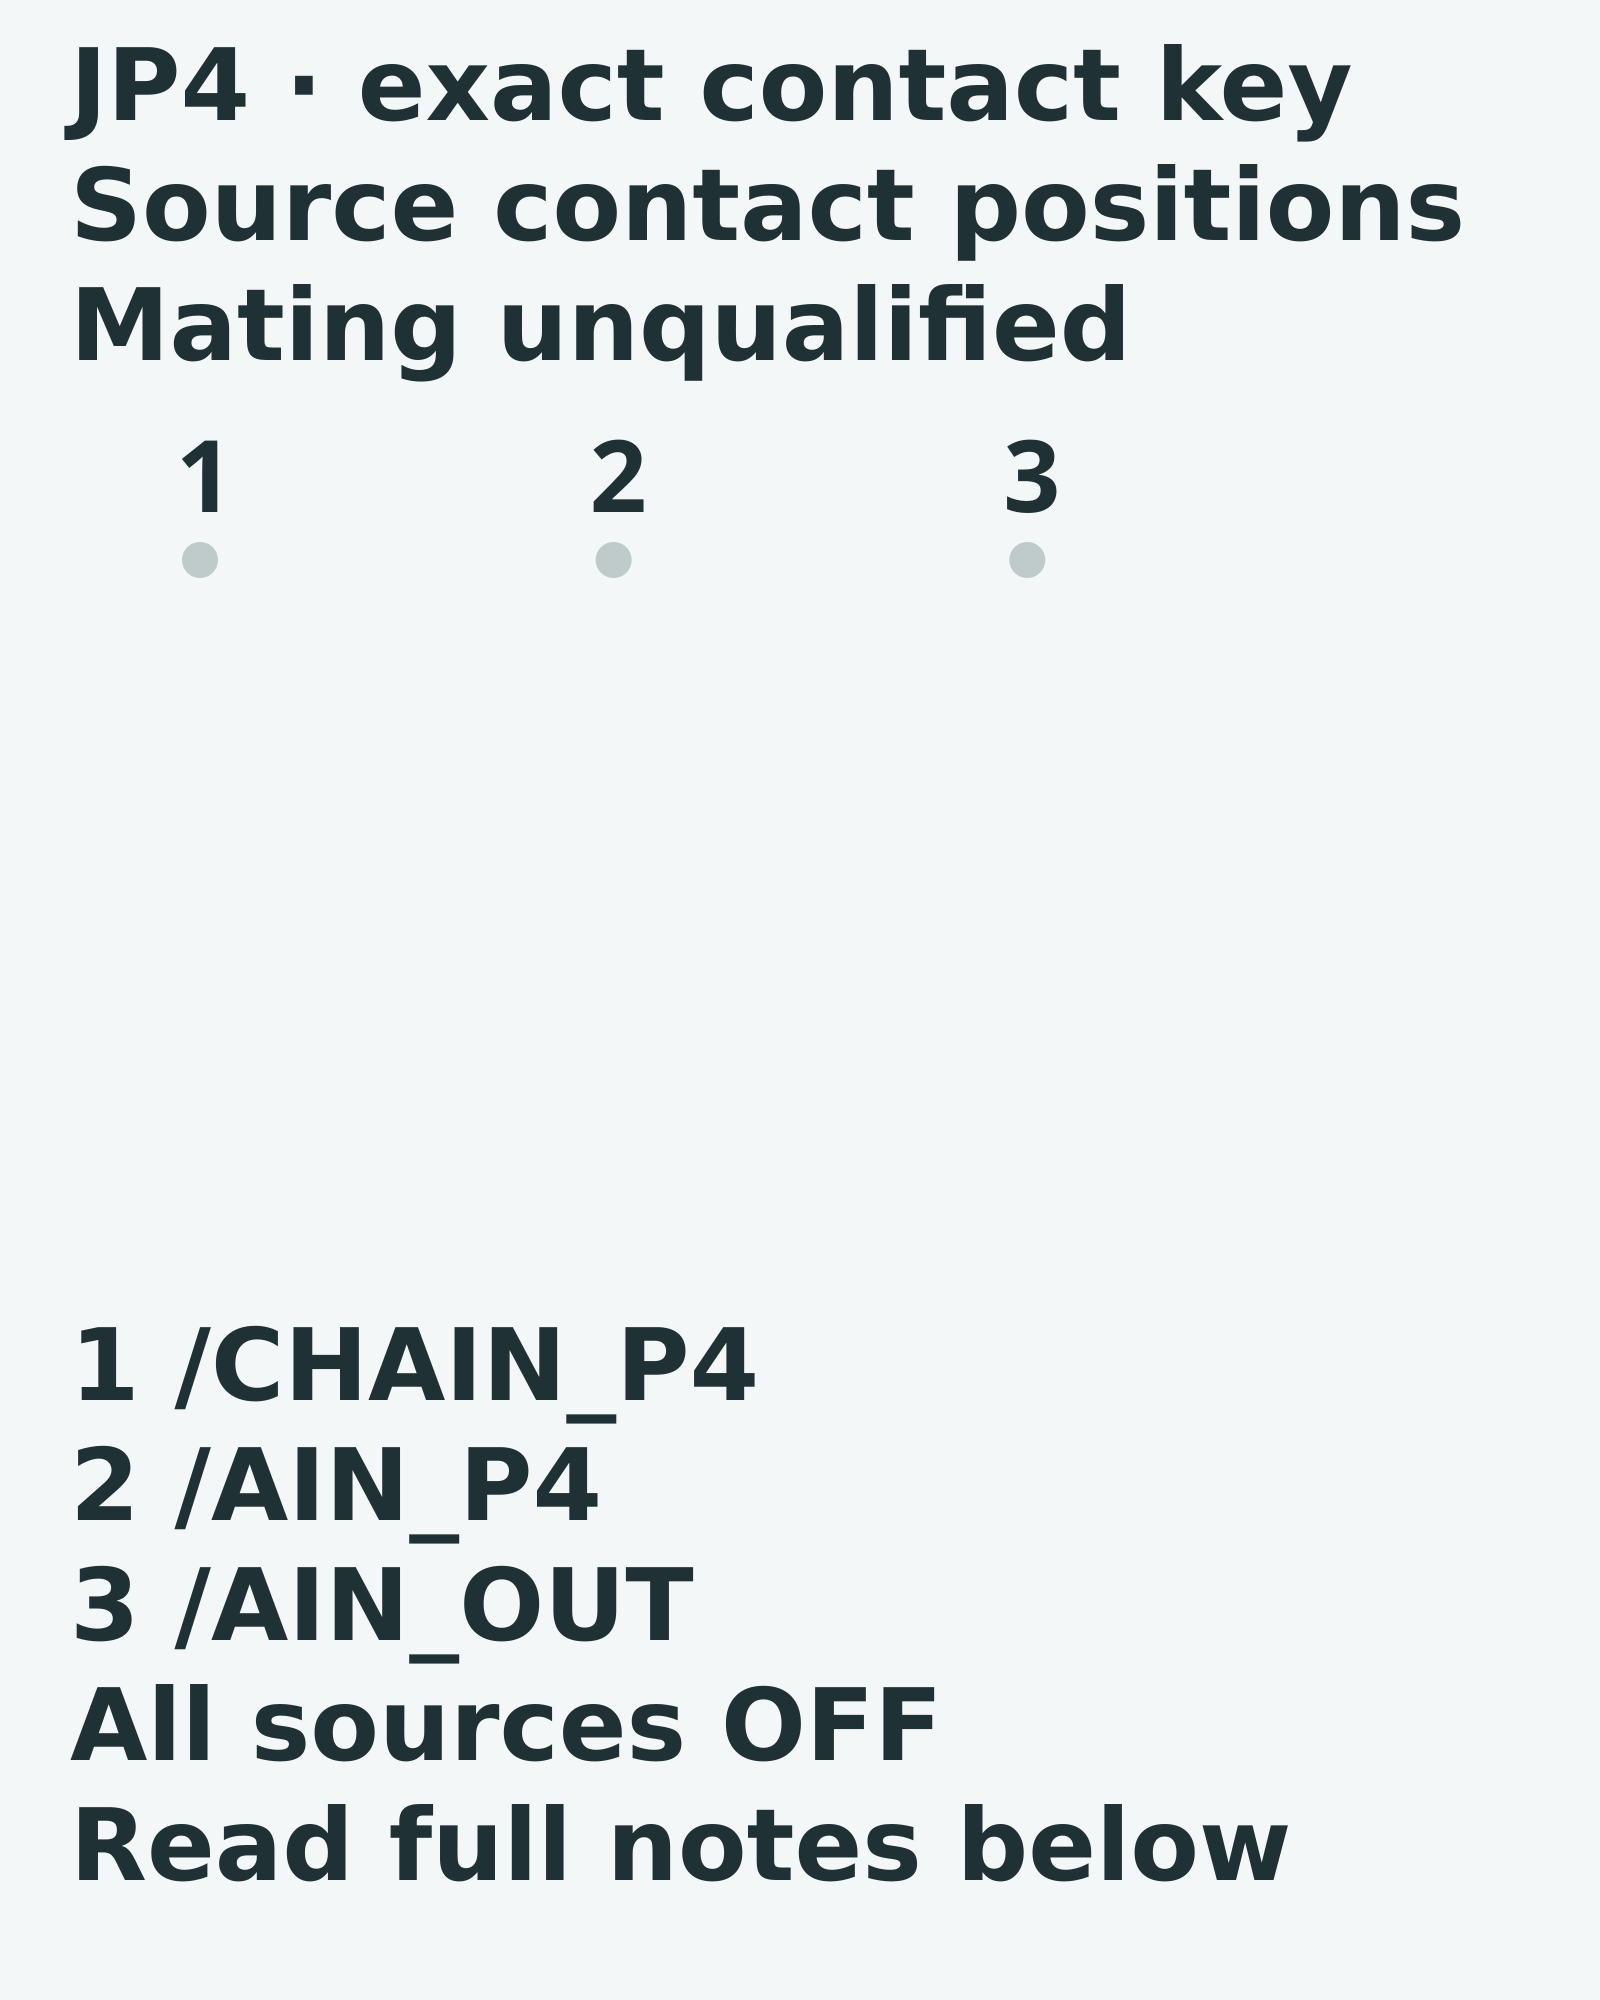 JP4 · exact contact key
Source contact positions
Mating unqualified
1 2 3
1 /CHAIN_P4
2 /AIN_P4
3 /AIN_OUT
All sources OFF
Read full notes below